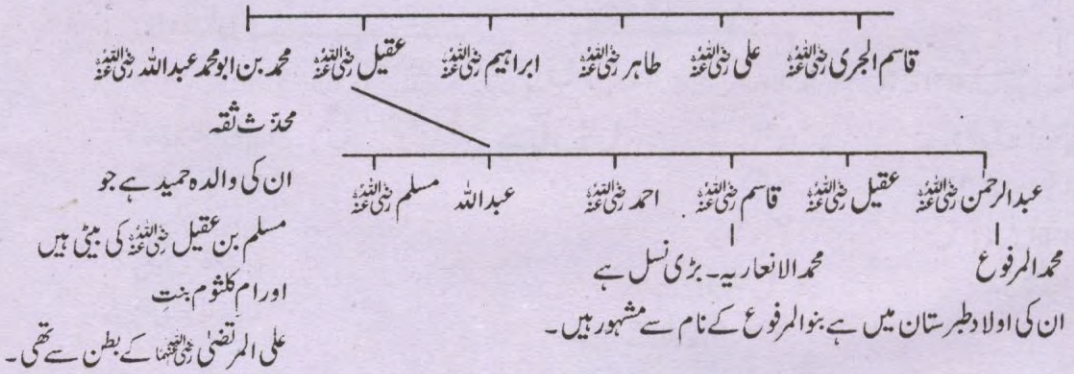 قاسم الجری رضی اللہ عنہ علی رضی اللہ عنہ طاہر رضی اللہ عنہ ابراہیم رضی اللہ عنہ عقیل رضی اللہ عنہ محمد بن ابو محمد عبداللہ رضی اللہ عنہ
محدّث ثقہ
ان کی والدہ حمید ہے جو
مسلم بن عقیل رضی اللہ عنہ کی بیٹی ہیں
اور امِ کلثوم بنتِ
علی المرتضیٰ رضی اللہ عنہما کے بطن سے تھی۔
عبدالرحمن رضی اللہ عنہ عقیل رضی اللہ عنہ قاسم رضی اللہ عنہ احمد رضی اللہ عنہ عبداللہ مسلم رضی اللہ عنہ
محمد المرفوع محمد الانعاریہ۔ بڑی نسل ہے
ان کی اولاد طبرستان میں ہے بنوالمرفوع کے نام سے مشہور ہیں۔